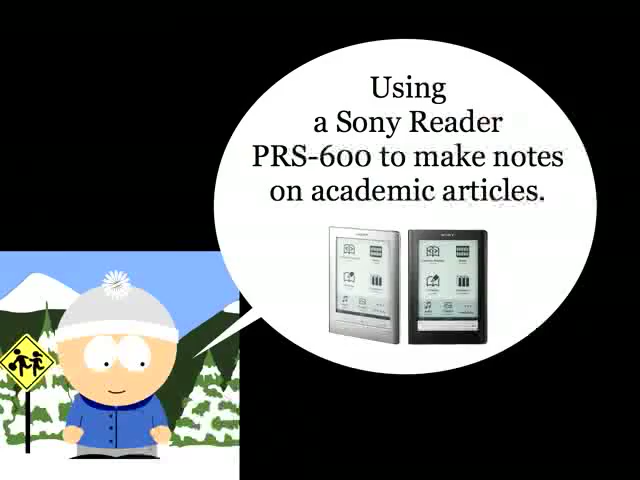 Using
a Sony Reader
PRS-600 to make notes
on academic articles.